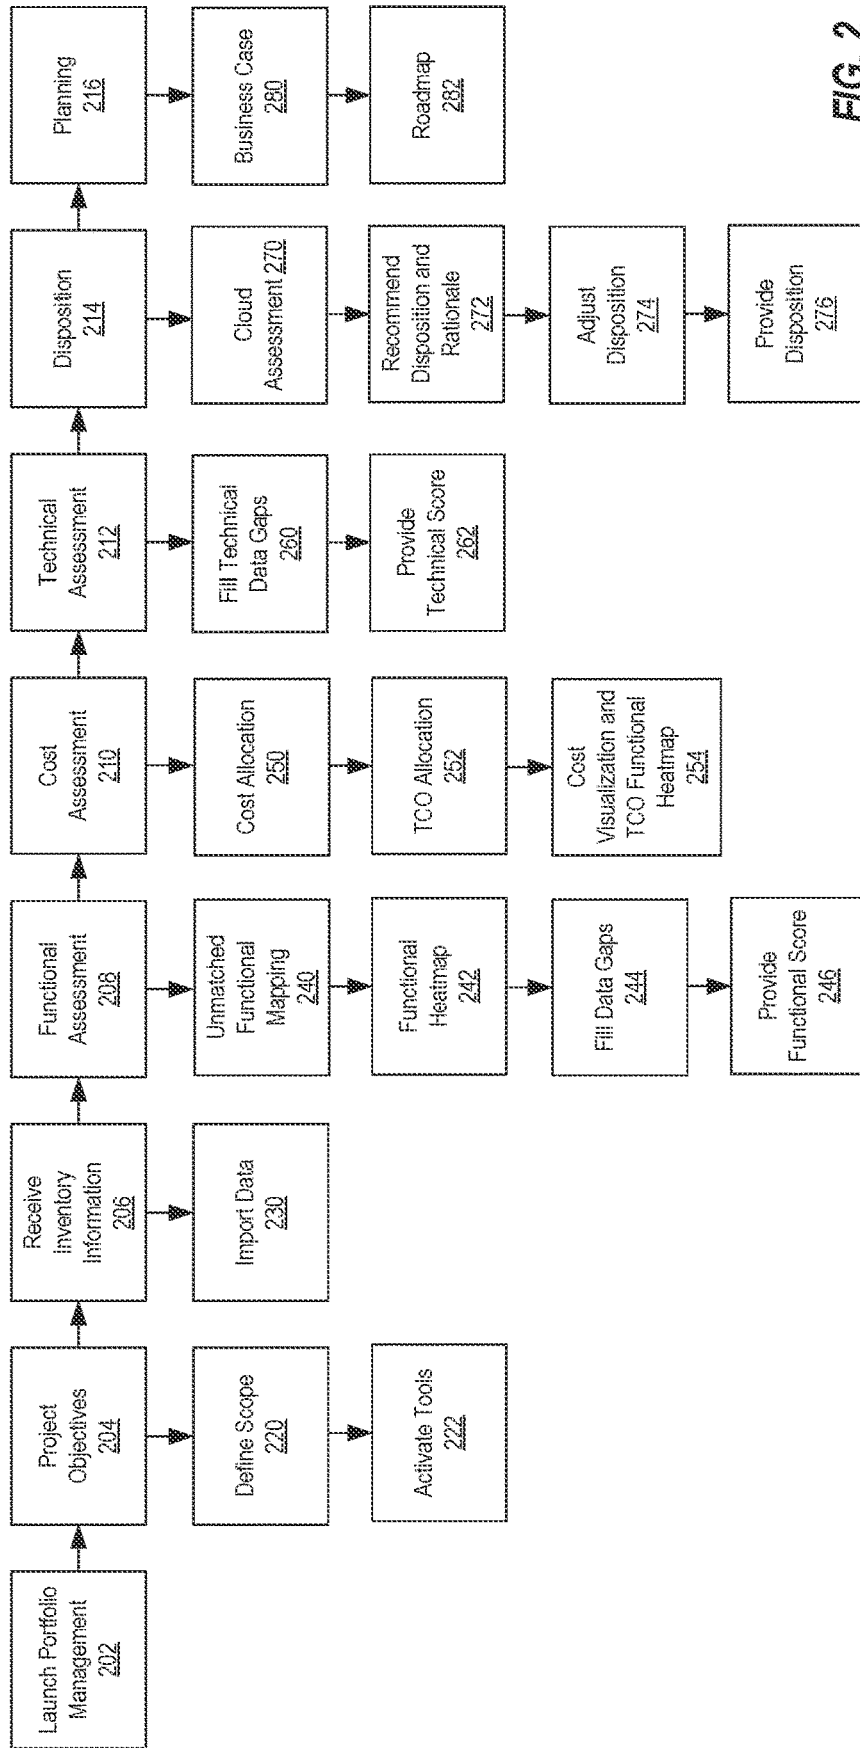 Launch Portfolio
Management
202
Project
Objectives
204
Receive
Inventory
Information
206
Functional
Assessment
208
Cost
Assessment
210
Technical
Assessment
212
Disposition
214
Planning
216
Define Scope
220
Import Data
230
Unmatched
Functional
Mapping
240
Cost Allocation
250
Fill Technical
Data Gaps
260
Cloud
Assessment 270
Business Case
280
Activate Tools
222
Functional
Heatmap
242
TCO Allocation
252
Provide
Technical Score
262
Recommend
Disposition and
Rationale
272
Roadmap
282
Fill Data Gaps
244
Cost
Visualization and
TCO Functional
Heatmap
254
Adjust
Disposition
274
Provide
Functional Score
246
Provide
Disposition
276
FIG. 2